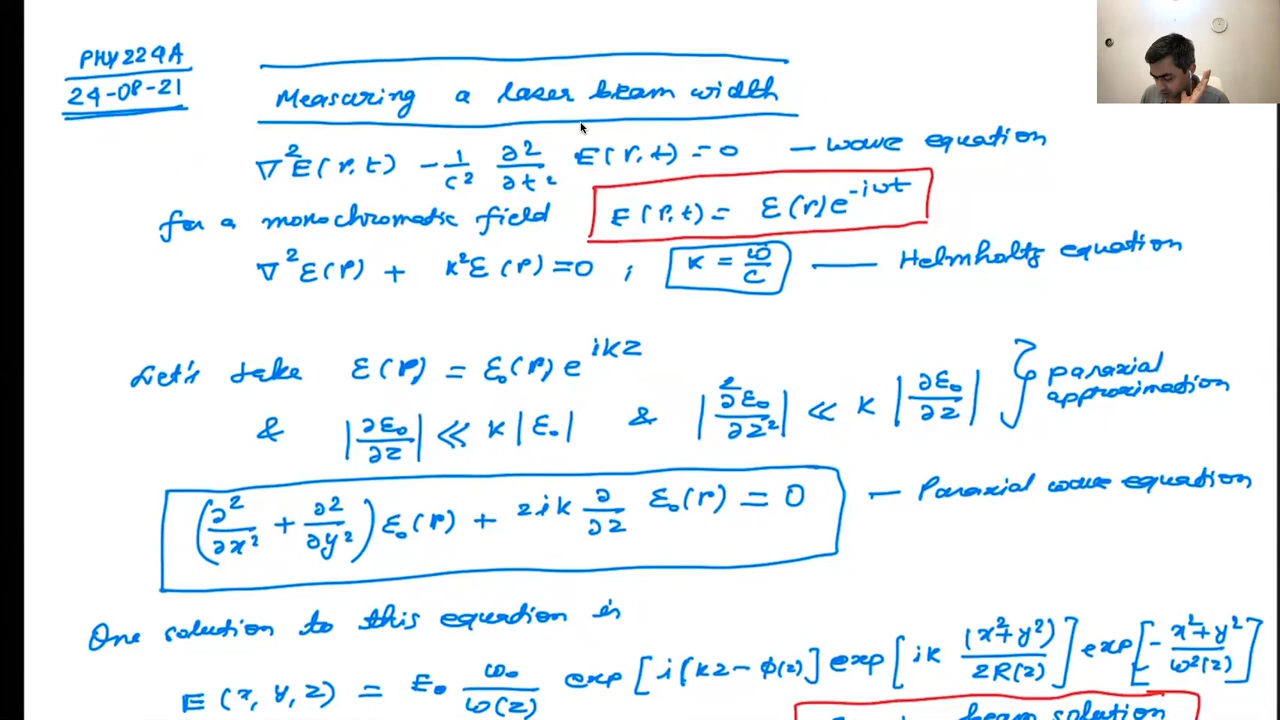 PHY224A
24-08-21
Measuring a laser beam width
∇²E(r,t) - 1/c² ∂²/∂t² E(r,t) = 0 — wave equation
for a monochromatic field E(r,t) = ε(r)e^{-iωt}
∇²ε(r) + k²ε(r) = 0 ; k = ω/c — Helmholtz equation
Let's take ε(r) = ε₀(r)e^{ikz}
& |∂ε₀/∂z| ≪ k|ε₀| & |∂²ε₀/∂z²| ≪ k|∂ε₀/∂z| } paraxial approximation
(∂²/∂x² + ∂²/∂y²) ε₀(r) + 2ik ∂/∂z ε₀(r) = 0 — Paraxial wave equation
One solution to this equation is
E(x,y,z) = E₀ ω₀/ω(z) exp[i(kz - φ(z)] exp[ik (x²+y²)/2R(z)] exp[- x²+y²/ω²(z)]
beam solution